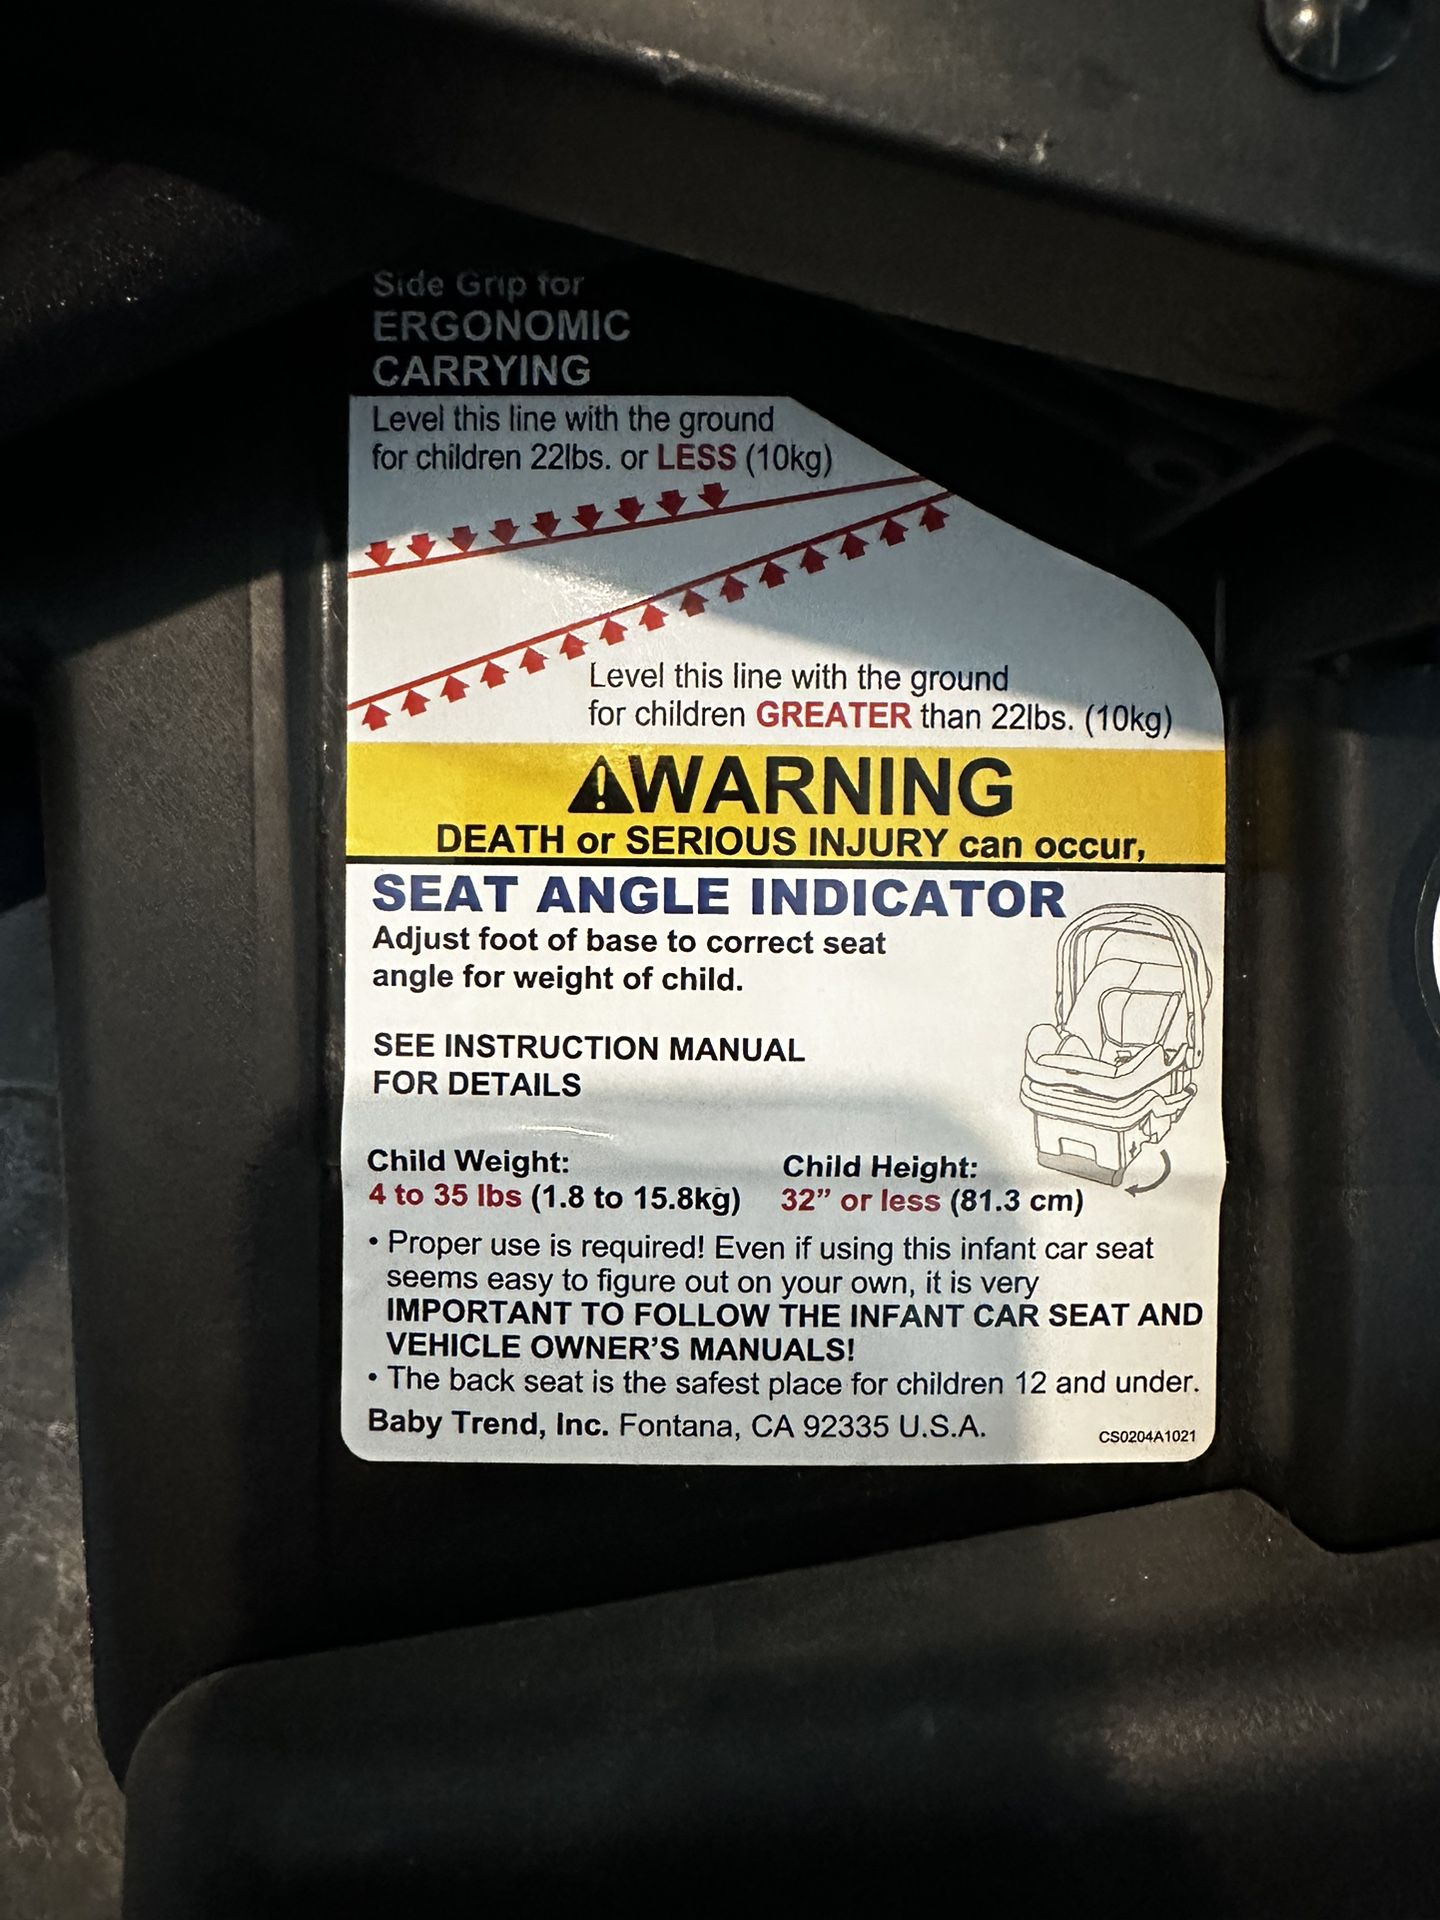 Side Grip for
ERGONOMIC
CARRYING
Level this line with the ground
for children 22lbs. or LESS (10kg)
Level this line with the ground
for children GREATER than 22lbs. (10kg)
WARNING
DEATH or SERIOUS INJURY can occur,
SEAT ANGLE INDICATOR
Adjust foot of base to correct seat
angle for weight of child.
SEE INSTRUCTION MANUAL
FOR DETAILS
Child Weight:
4 to 35 lbs (1.8 to 15.8kg)
Child Height:
32” or less (81.3 cm)
• Proper use is required! Even if using this infant car seat
seems easy to figure out on your own, it is very
IMPORTANT TO FOLLOW THE INFANT CAR SEAT AND
VEHICLE OWNER'S MANUALS!
• The back seat is the safest place for children 12 and under.
Baby Trend, Inc. Fontana, CA 92335 U.S.A.
CS0204A1021